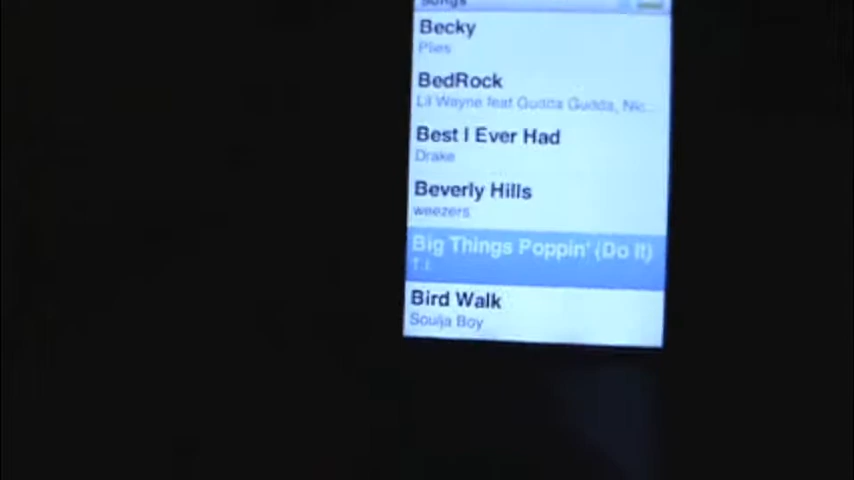 Songs
Becky
Plies
BedRock
Lil Wayne feat Gudda Gudda, Nic...
Best I Ever Had
Drake
Beverly Hills
weezers
Big Things Poppin' (Do It)
T.I.
Bird Walk
Soulja Boy